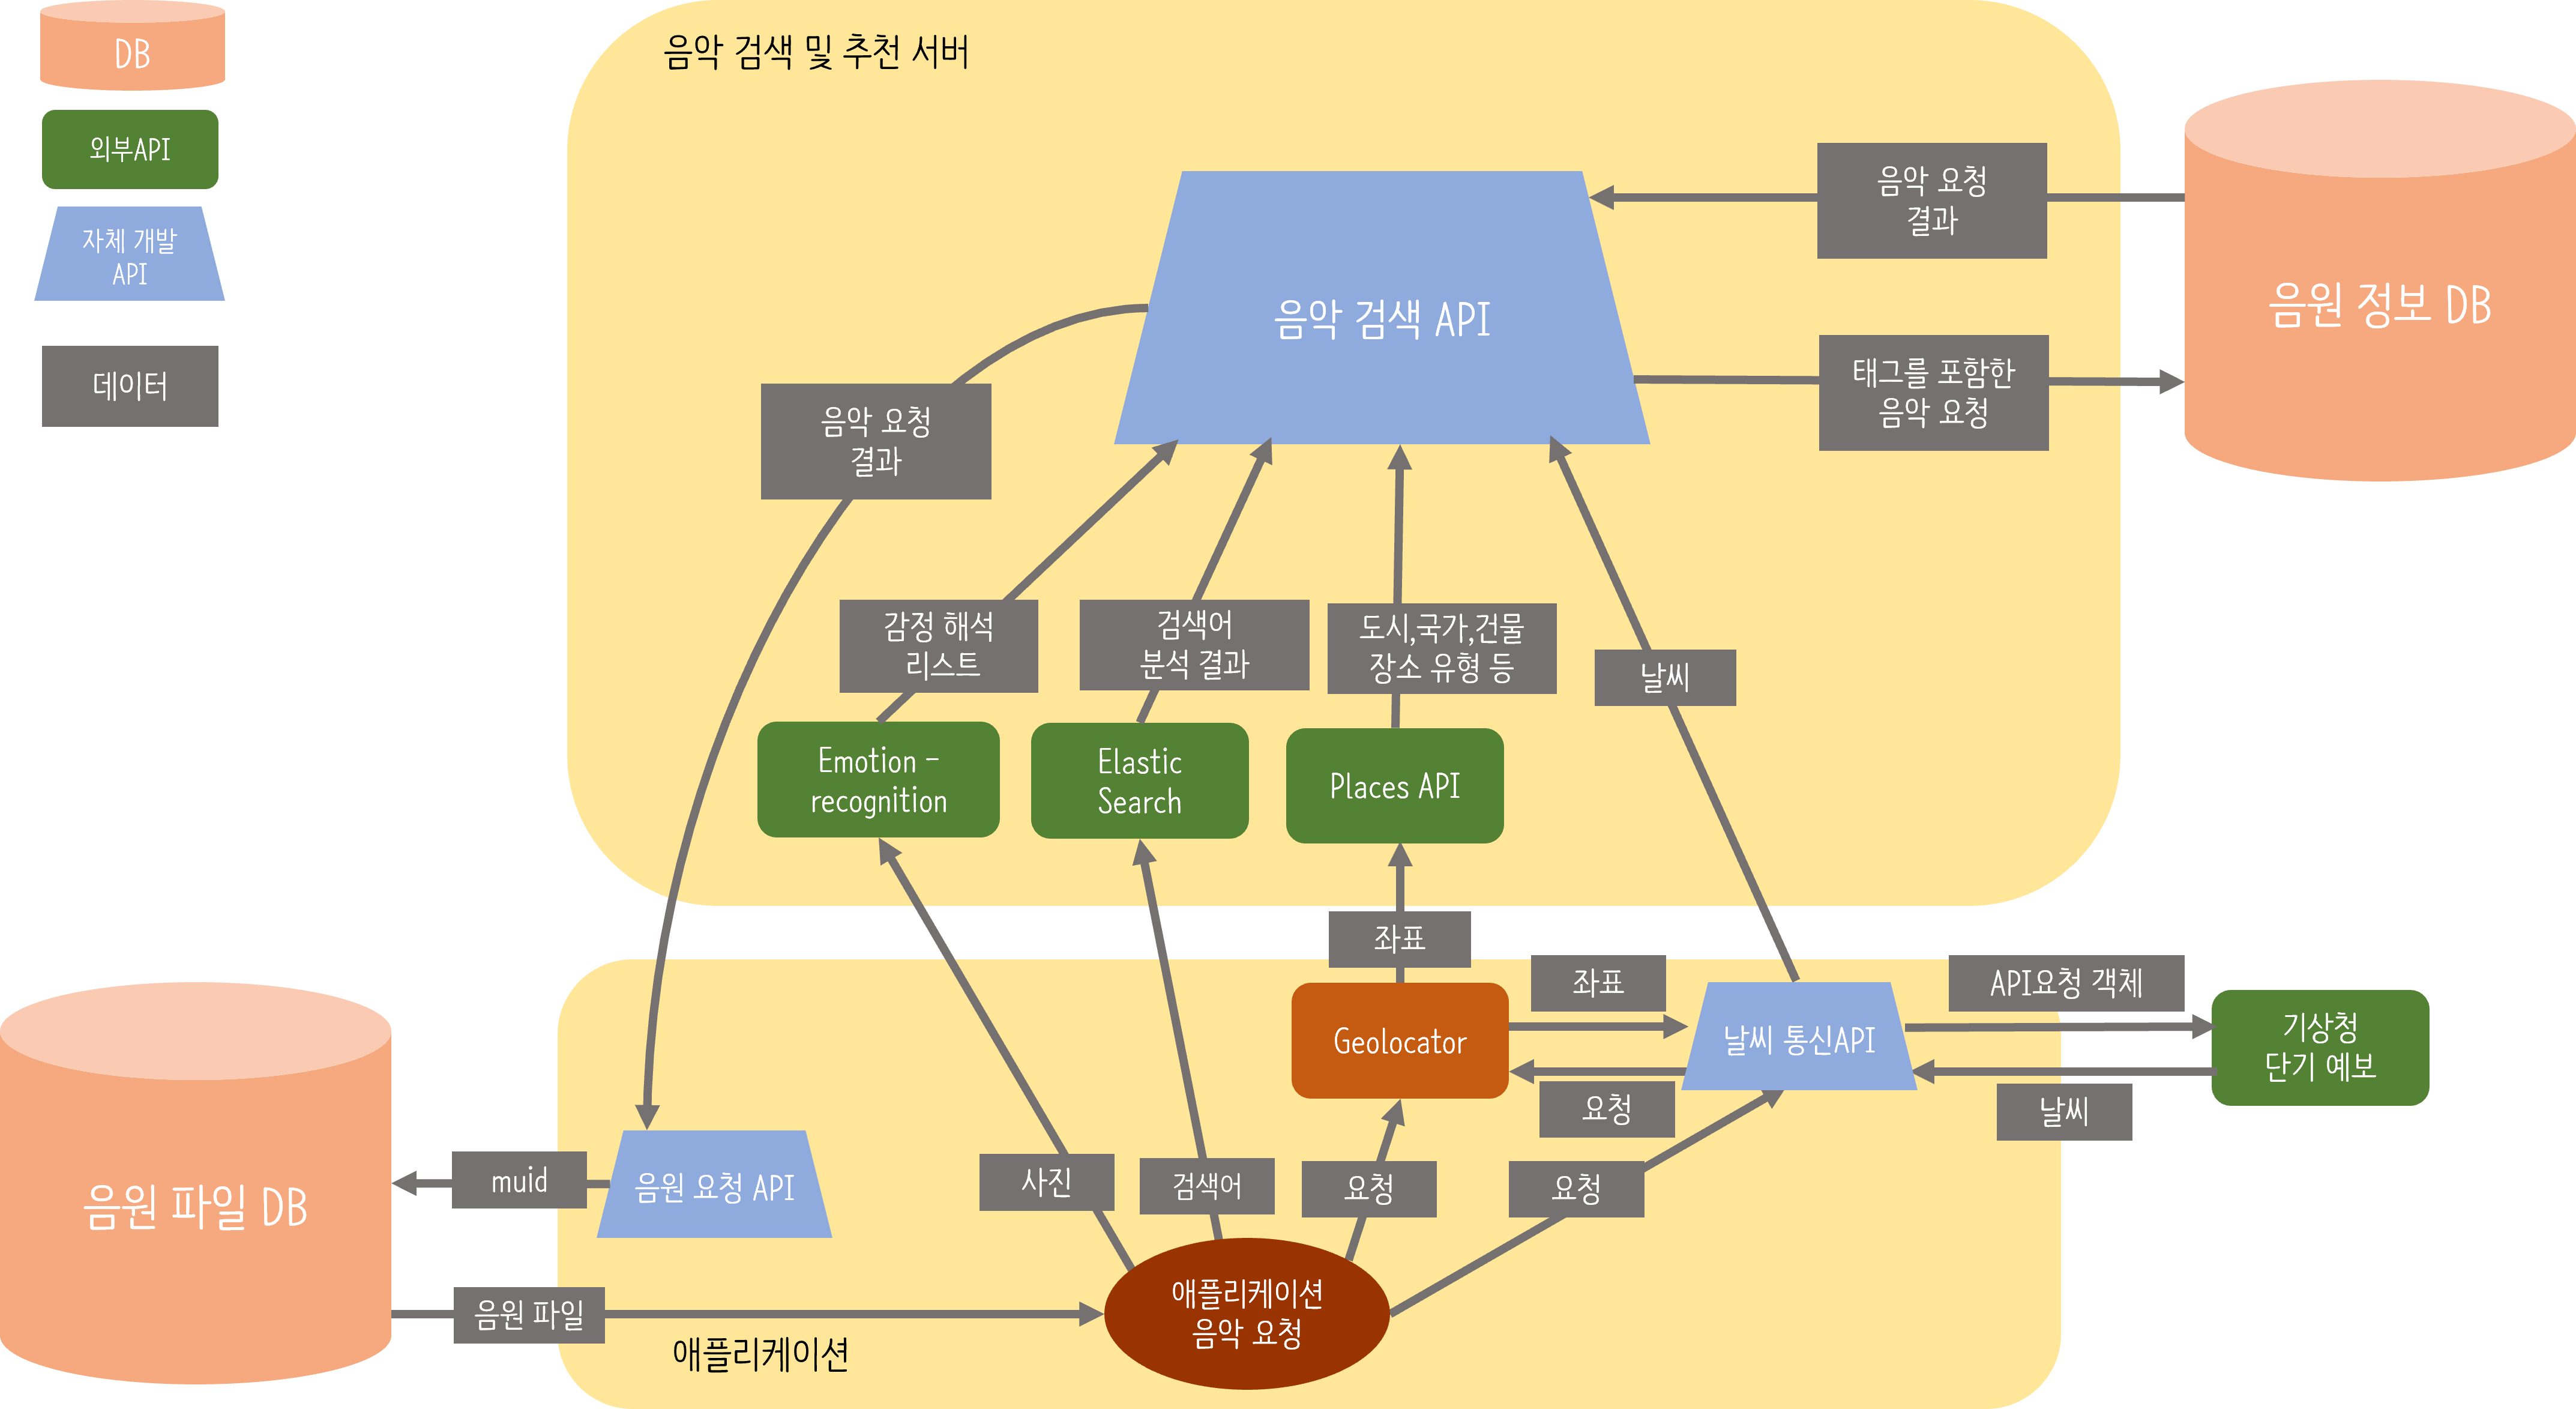 DB
외부API
자체 개발
API
데이터
음악 검색 및 추천 서버
음악 검색 API
음악 요청
결과
태그를 포함한
음악 요청
음원 정보 DB
음악 요청
결과
감정 해석
리스트
검색어
분석 결과
도시,국가,건물
장소 유형 등
날씨
Emotion -
recognition
Elastic
Search
Places API
좌표
좌표
API요청 객체
Geolocator
날씨 통신API
기상청
단기 예보
요청
날씨
음원 파일 DB
muid
음원 요청 API
사진
검색어
요청
요청
음원 파일
애플리케이션
음악 요청
애플리케이션